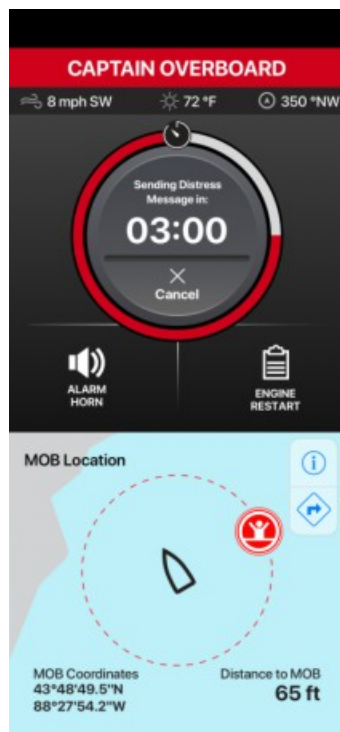 CAPTAIN OVERBOARD
8 mph SW
72 °F
350 °NW
Sending Distress
Message in:
03:00
Cancel
ALARM
HORN
ENGINE
RESTART
MOB Location
MOB Coordinates
43°48'49.5"N
88°27'54.2"W
Distance to MOB
65 ft